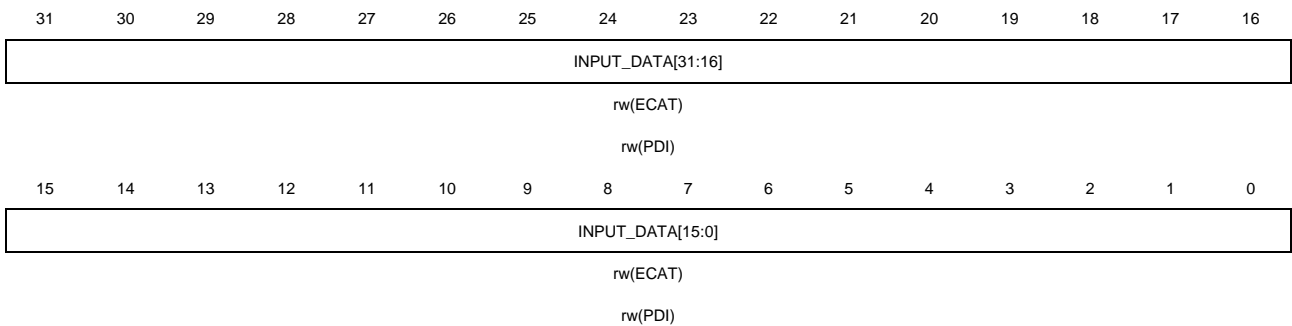 31 30 29 28 27 26 25 24 23 22 21 20 19 18 17 16
INPUT_DATA[31:16]
rw(ECAT)
rw(PDI)
15 14 13 12 11 10 9 8 7 6 5 4 3 2 1 0
INPUT_DATA[15:0]
rw(ECAT)
rw(PDI)